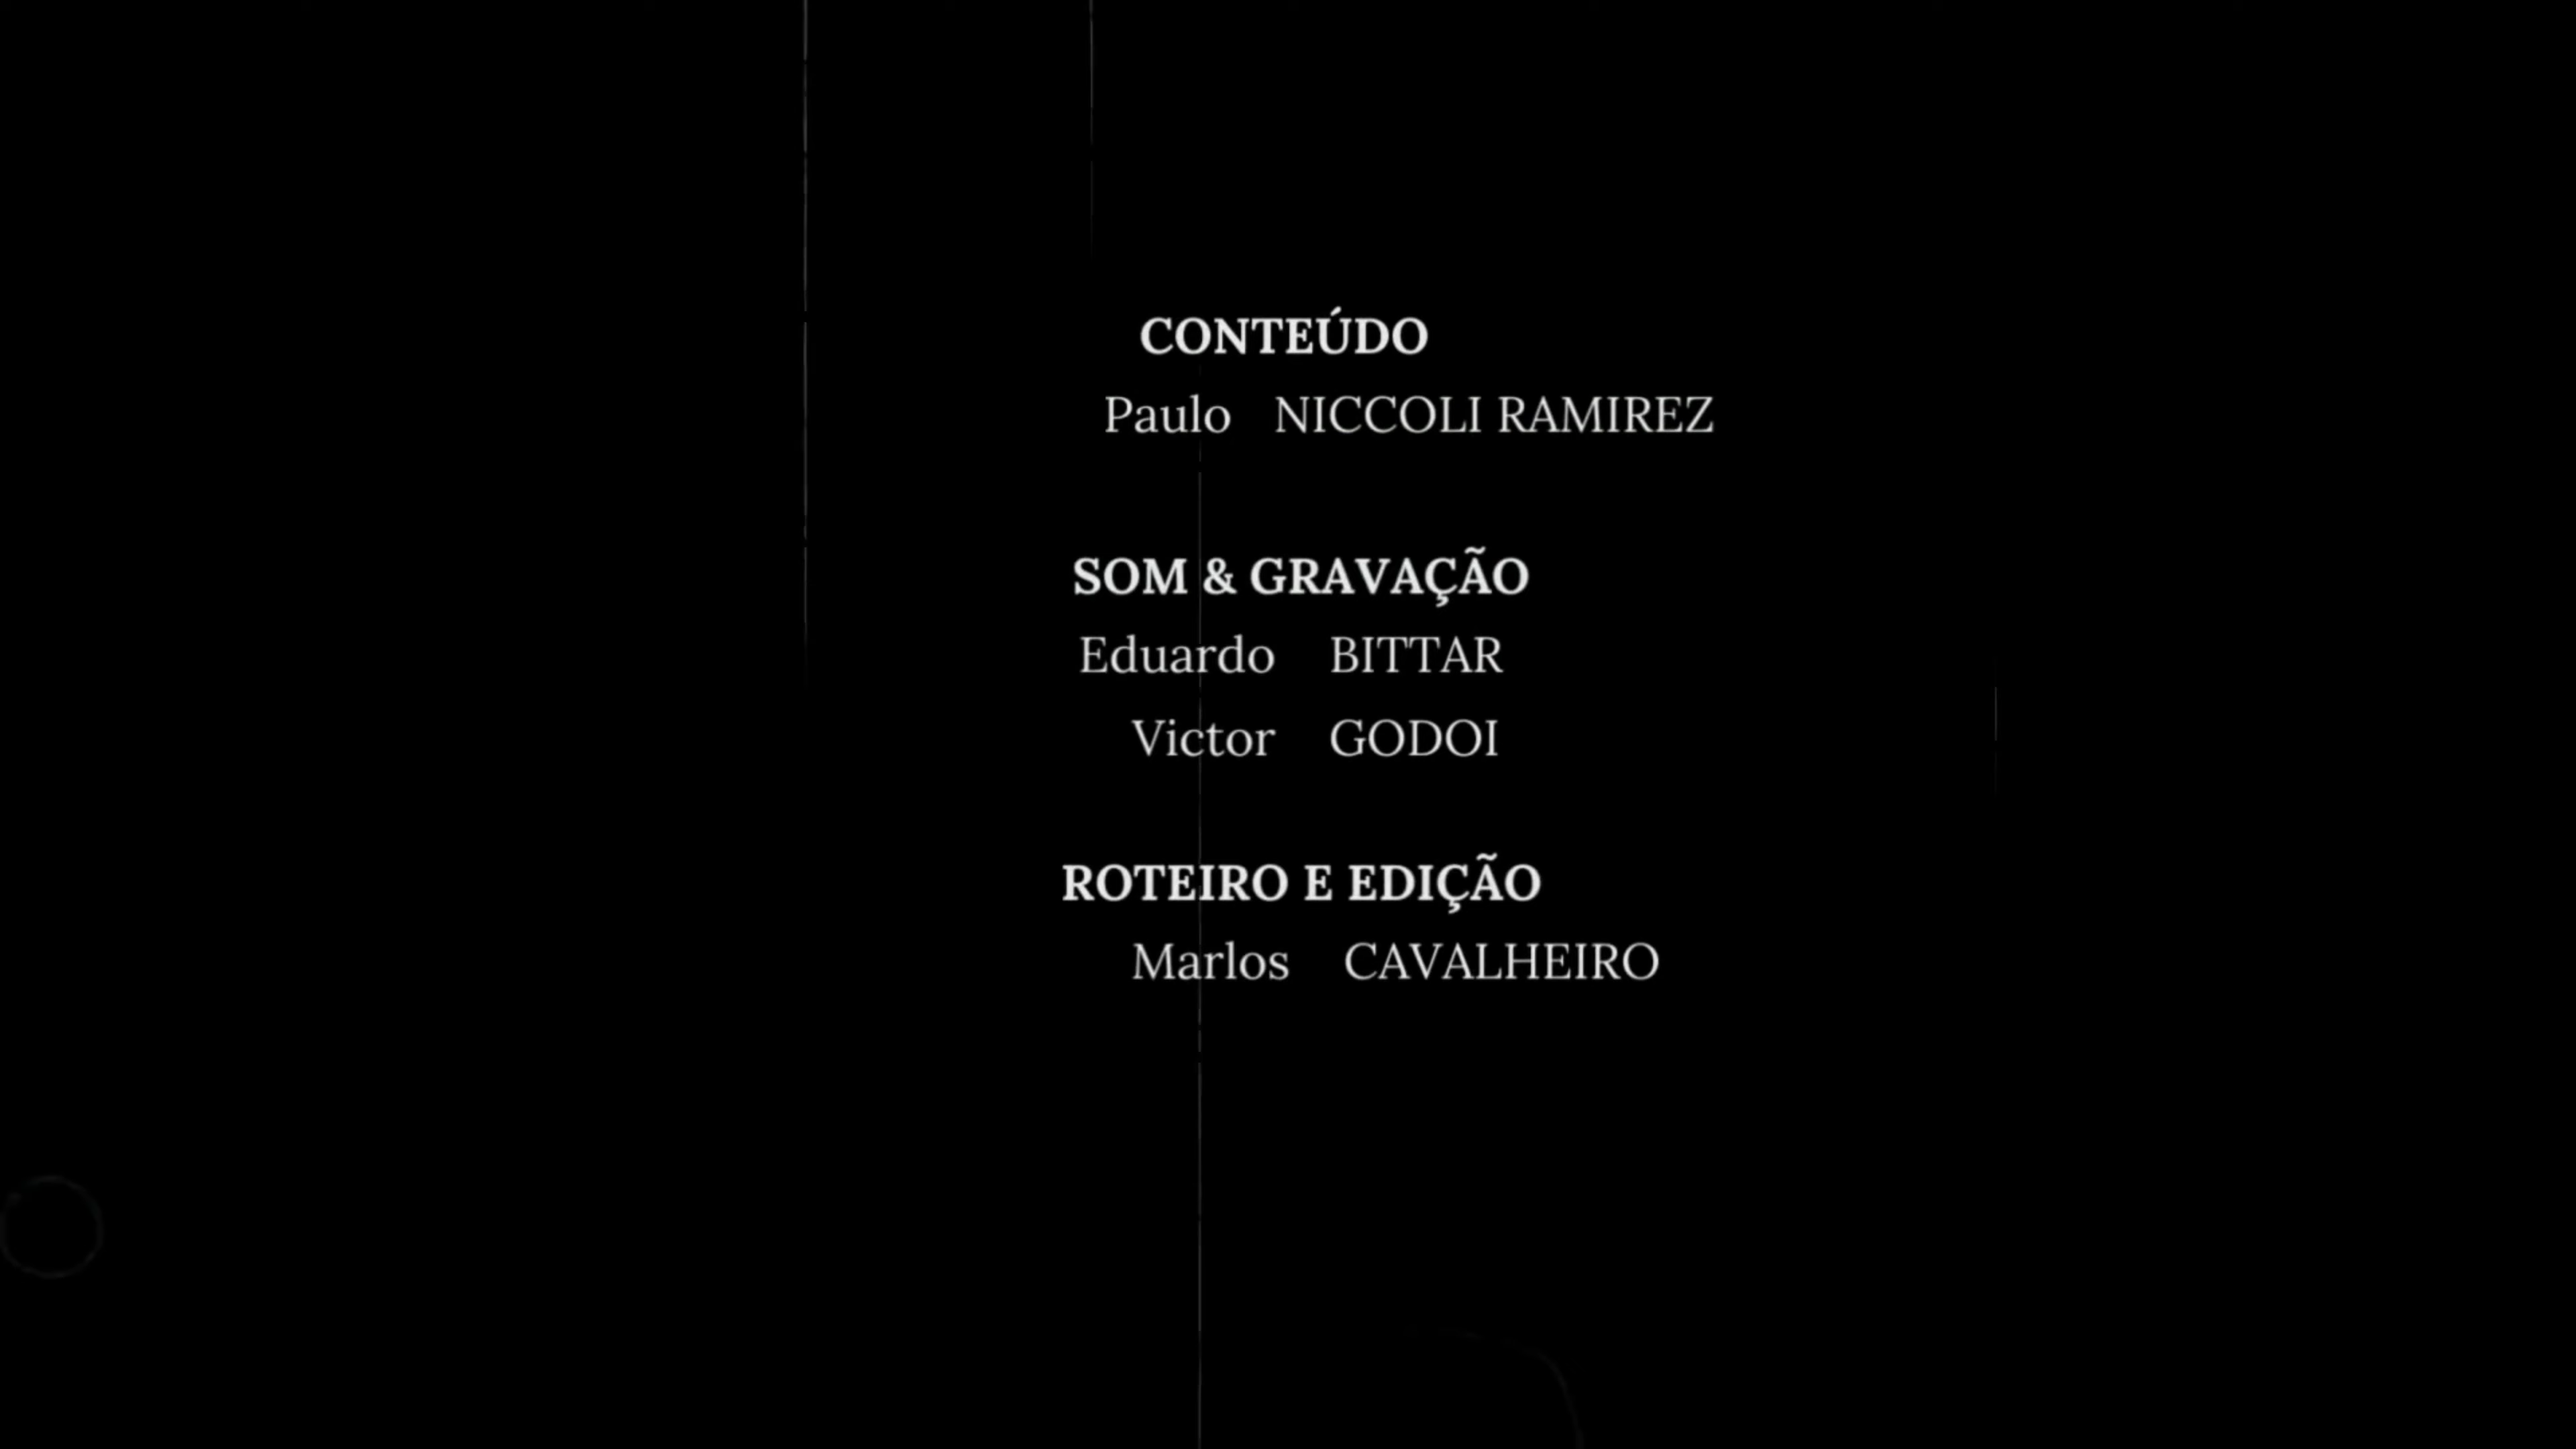 CONTEÚDO
Paulo NICCOLI RAMIREZ
SOM & GRAVAÇÃO
Eduardo BITTAR
Victor GODOI
ROTEIRO E EDIÇÃO
Marlos CAVALHEIRO